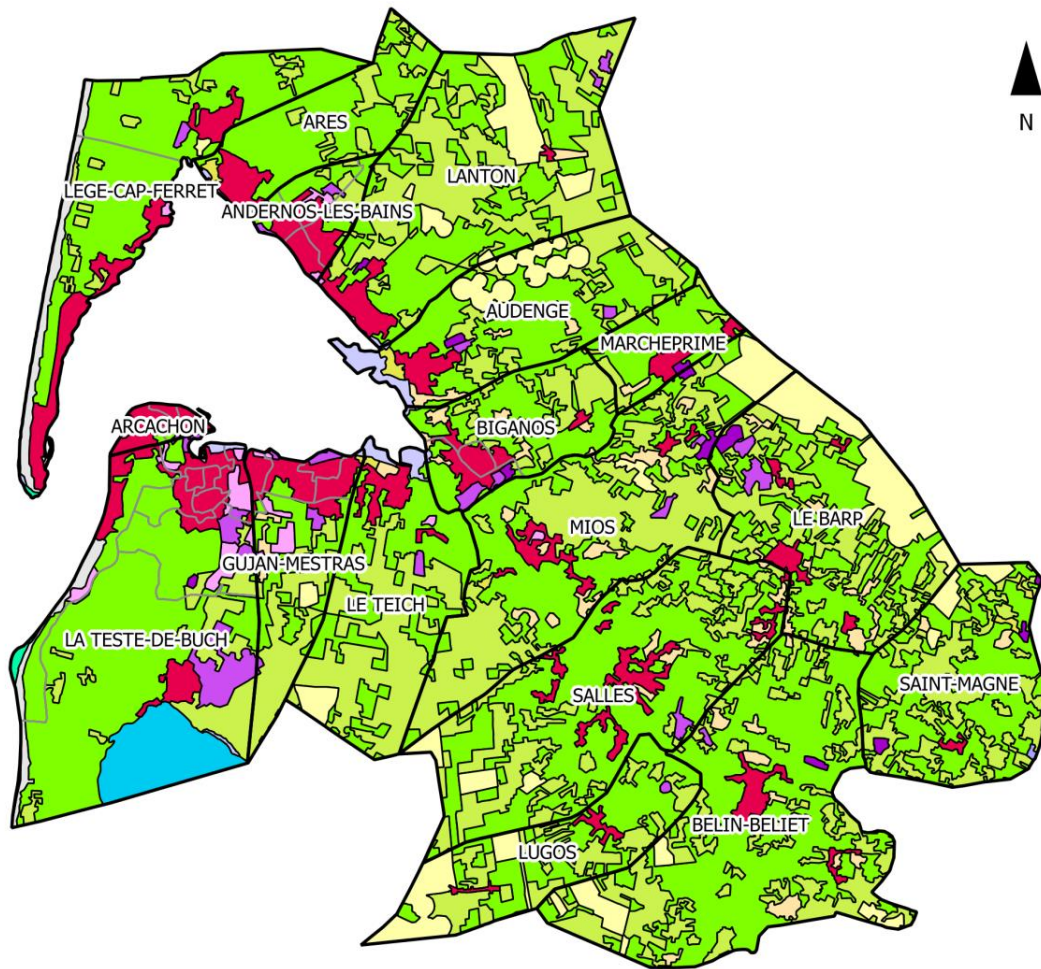 N
ARES
LEGE-CAP-FERRET
LANTON
ANDERNOS-LES-BAINS
AUDENGE
MARCHEPRIME
ARCACHON
BIGANOS
MIOS
LE BARP
GUJAN-MESTRAS
LE TEICH
LA TESTE-DE-BUCH
SALLES
SAINT-MAGNE
BELIN-BELIET
LUGOS